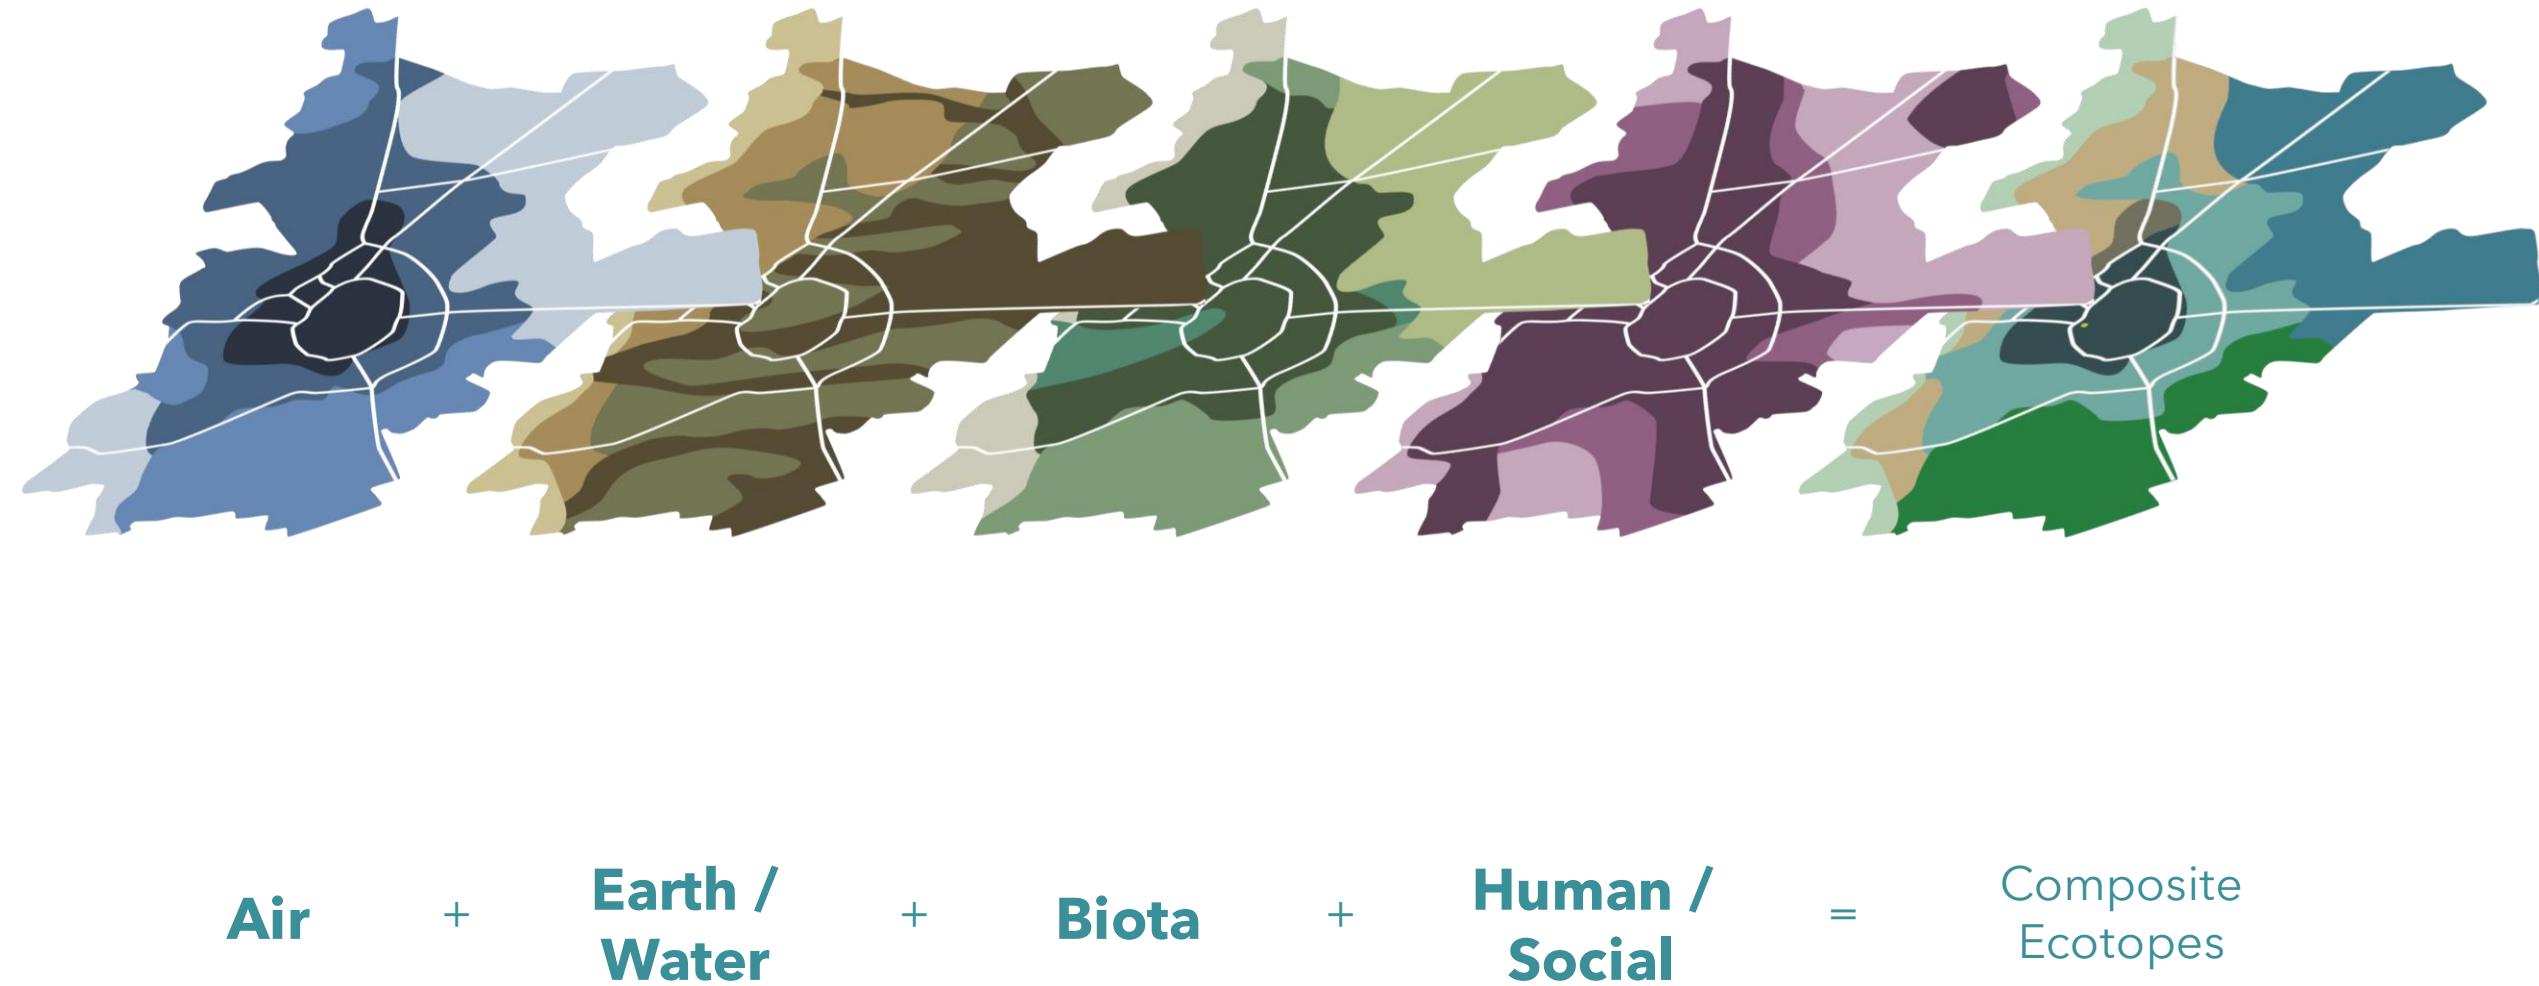 Air + Earth / Water + Biota + Human / Social = Composite Ecotopes